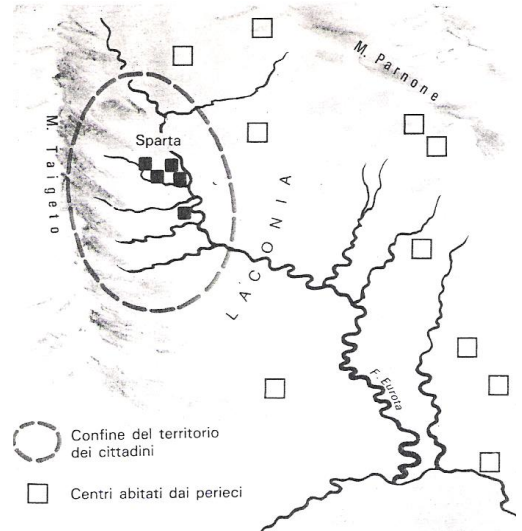 M. Parnone
M. Taigeto
Sparta
LACONIA
F. Eurota
Confine del territorio
dei cittadini
Centri abitati dai perieci